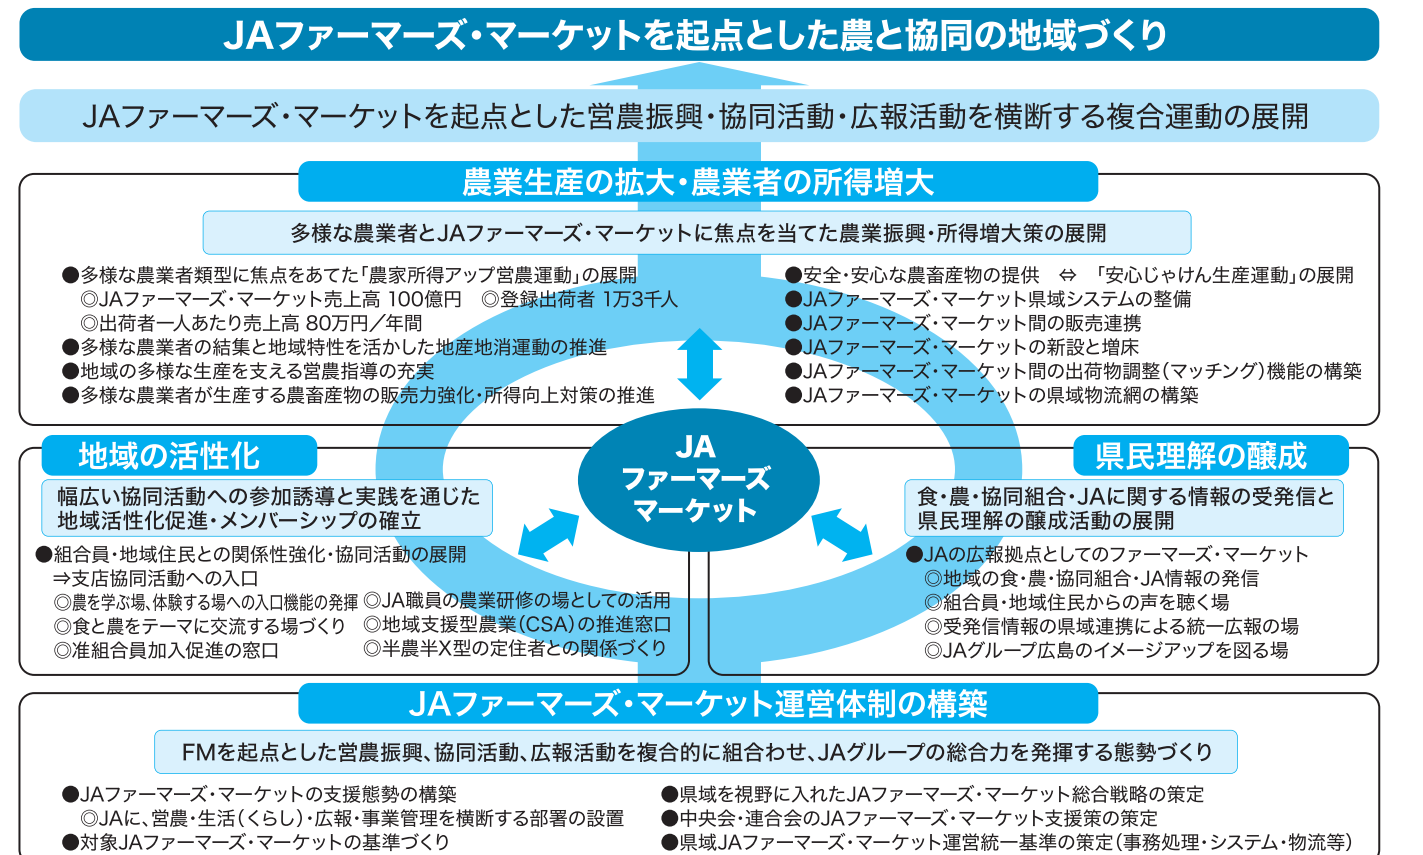 JAファーマーズ・マーケットを起点とした農と協同の地域づくり
JAファーマーズ・マーケットを起点とした営農振興・協同活動・広報活動を横断する複合運動の展開
農業生産の拡大・農業者の所得増大
多様な農業者とJAファーマーズ・マーケットに焦点を当てた農業振興・所得増大策の展開
●多様な農業者類型に焦点をあてた「農家所得アップ営農運動」の展開
◎JAファーマーズ・マーケット売上高 100億円　◎登録出荷者 1万3千人
◎出荷者一人あたり売上高 80万円／年間
●多様な農業者の結集と地域特性を活かした地産地消運動の推進
●地域の多様な生産を支える営農指導の充実
●多様な農業者が生産する農畜産物の販売力強化・所得向上対策の推進
●安全・安心な農畜産物の提供　⇔　「安心じゃけん生産運動」の展開
●JAファーマーズ・マーケット県域システムの整備
●JAファーマーズ・マーケット間の販売連携
●JAファーマーズ・マーケットの新設と増床
●JAファーマーズ・マーケット間の出荷物調整（マッチング）機能の構築
●JAファーマーズ・マーケットの県域物流網の構築
JA
ファーマーズ
マーケット
地域の活性化
幅広い協同活動への参加誘導と実践を通じた
地域活性化促進・メンバーシップの確立
●組合員・地域住民との関係性強化・協同活動の展開
⇒支店協同活動への入口
◎農を学ぶ場、体験する場への入口機能の発揮
◎食と農をテーマに交流する場づくり
◎准組合員加入促進の窓口
◎JA職員の農業研修の場としての活用
◎地域支援型農業（CSA）の推進窓口
◎半農半X型の定住者との関係づくり
県民理解の醸成
食・農・協同組合・JAに関する情報の受発信と
県民理解の醸成活動の展開
●JAの広報拠点としてのファーマーズ・マーケット
◎地域の食・農・協同組合・JA情報の発信
◎組合員・地域住民からの声を聴く場
◎受発信情報の県域連携による統一広報の場
◎JAグループ広島のイメージアップを図る場
JAファーマーズ・マーケット運営体制の構築
FMを起点とした営農振興、協同活動、広報活動を複合的に組合わせ、JAグループの総合力を発揮する態勢づくり
●JAファーマーズ・マーケットの支援態勢の構築
◎JAに、営農・生活（くらし）・広報・事業管理を横断する部署の設置
●対象JAファーマーズ・マーケットの基準づくり
●県域を視野に入れたJAファーマーズ・マーケット総合戦略の策定
●中央会・連合会のJAファーマーズ・マーケット支援策の策定
●県域JAファーマーズ・マーケット運営統一基準の策定（事務処理・システム・物流等）